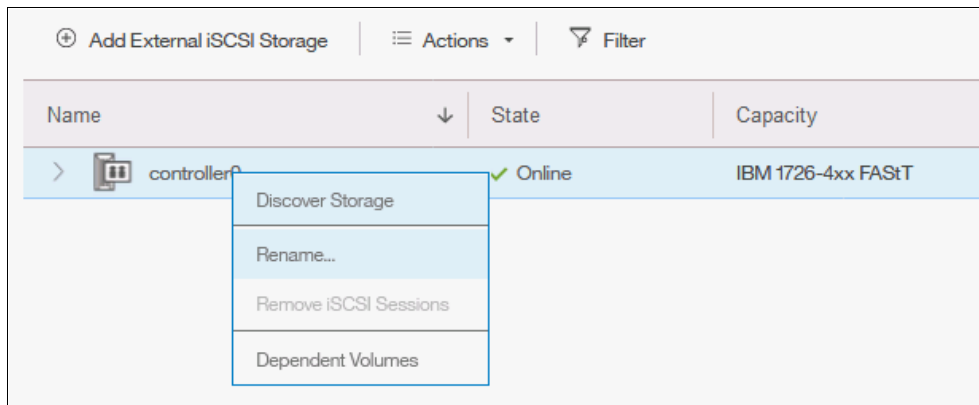 Add External iSCSI Storage Actions Filter
Name State Capacity
controller0 Online IBM 1726-4xx FAStT
Discover Storage
Rename...
Remove iSCSI Sessions
Dependent Volumes